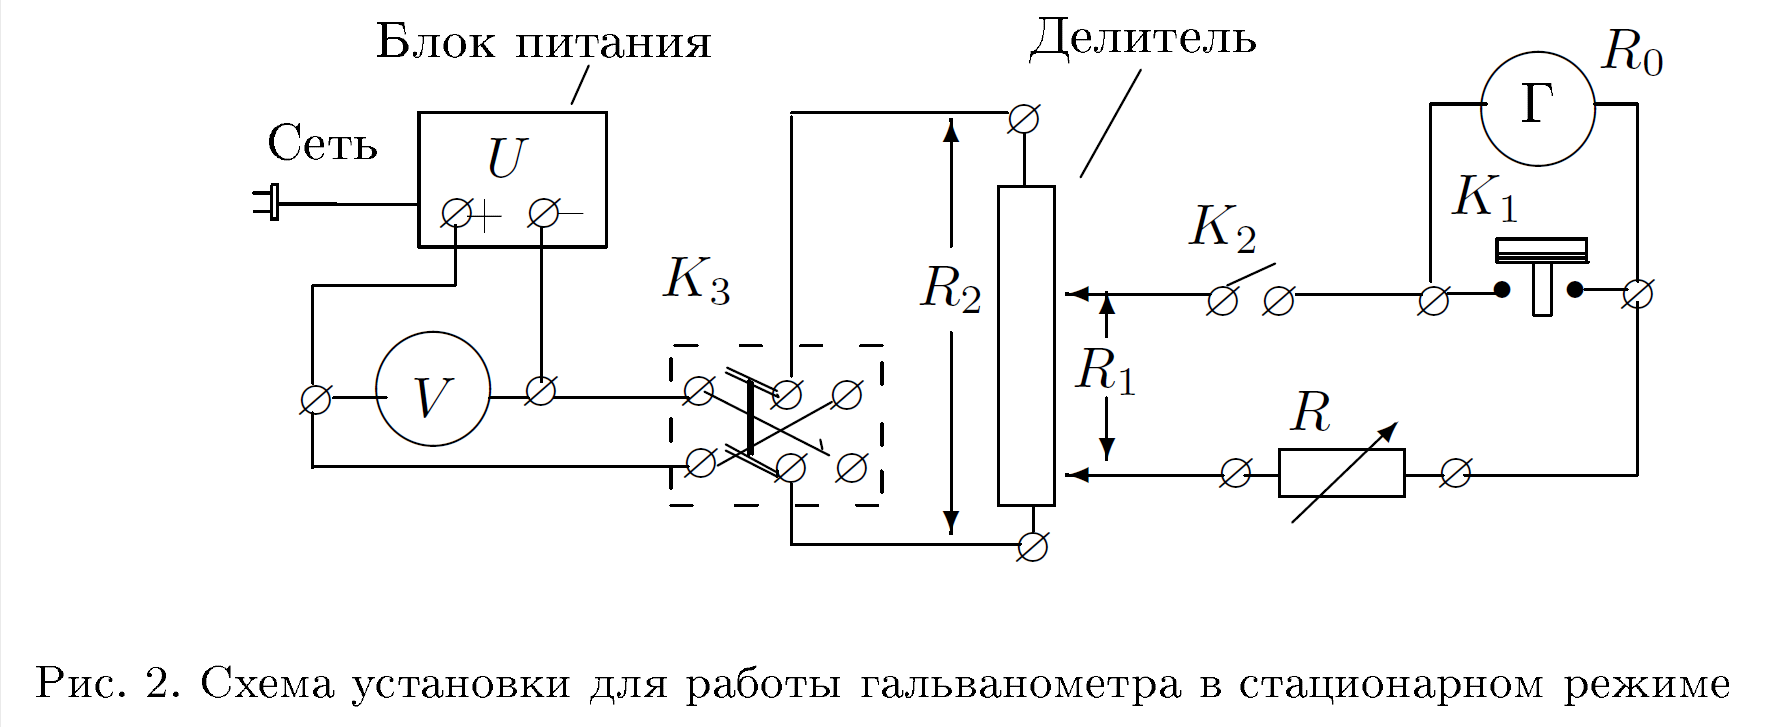 Блок питания
Делитель
R₀
Г
Сеть
U
+ −
K₁
K₂
K₃
R₂
R₁
V
R
Рис. 2. Схема установки для работы гальванометра в стационарном режиме